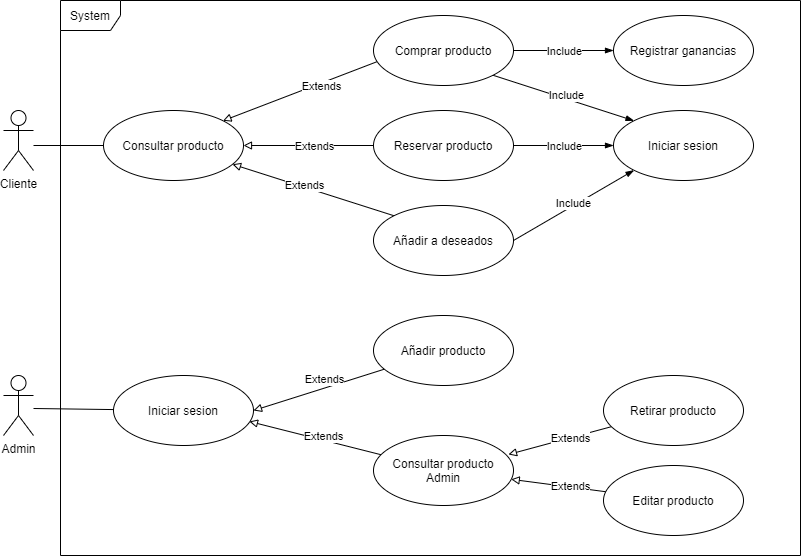 System
Comprar producto
Include
Registrar ganancias
Extends
Include
Cliente
Consultar producto
Extends
Reservar producto
Include
Iniciar sesion
Extends
Include
Añadir a deseados
Añadir producto
Extends
Admin
Iniciar sesion
Extends
Consultar producto
Admin
Retirar producto
Extends
Extends
Editar producto